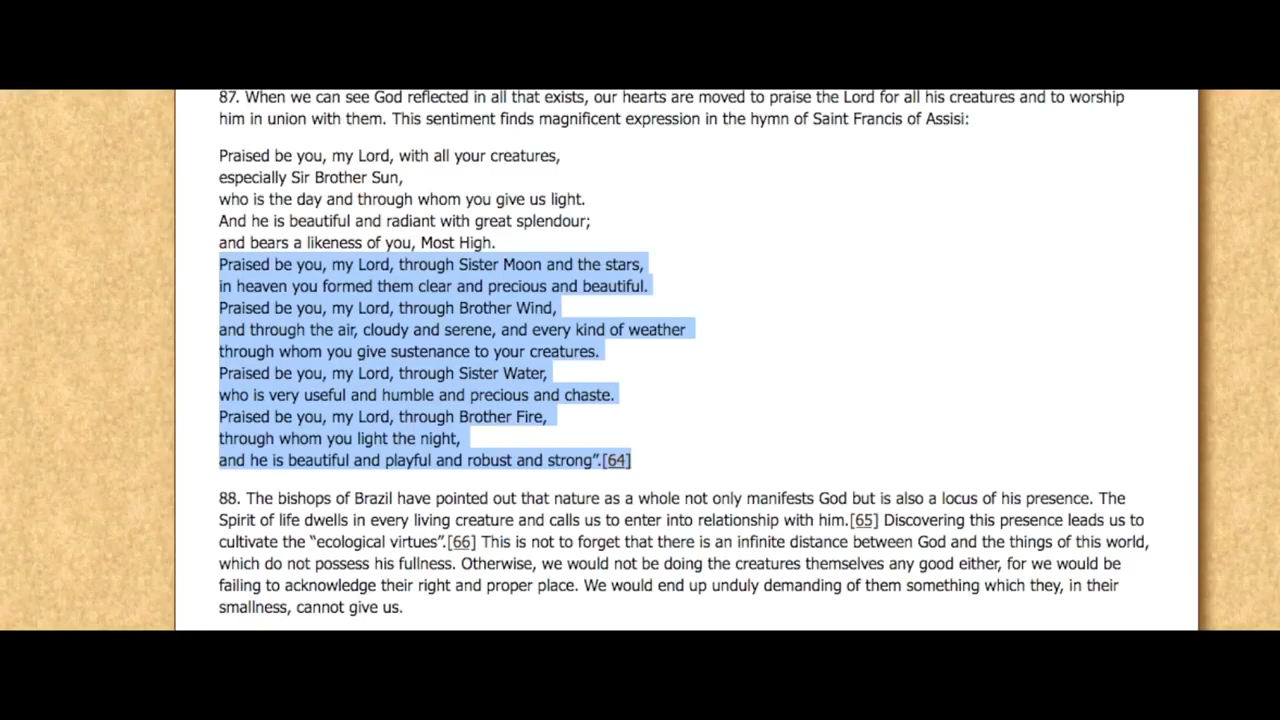 87. When we can see God reflected in all that exists, our hearts are moved to praise the Lord for all his creatures and to worship
him in union with them. This sentiment finds magnificent expression in the hymn of Saint Francis of Assisi:
Praised be you, my Lord, with all your creatures,
especially Sir Brother Sun,
who is the day and through whom you give us light.
And he is beautiful and radiant with great splendour;
and bears a likeness of you, Most High.
Praised be you, my Lord, through Sister Moon and the stars,
in heaven you formed them clear and precious and beautiful.
Praised be you, my Lord, through Brother Wind,
and through the air, cloudy and serene, and every kind of weather
through whom you give sustenance to your creatures.
Praised be you, my Lord, through Sister Water,
who is very useful and humble and precious and chaste.
Praised be you, my Lord, through Brother Fire,
through whom you light the night,
and he is beautiful and playful and robust and strong”.[64]
88. The bishops of Brazil have pointed out that nature as a whole not only manifests God but is also a locus of his presence. The
Spirit of life dwells in every living creature and calls us to enter into relationship with him.[65] Discovering this presence leads us to
cultivate the “ecological virtues”.[66] This is not to forget that there is an infinite distance between God and the things of this world,
which do not possess his fullness. Otherwise, we would not be doing the creatures themselves any good either, for we would be
failing to acknowledge their right and proper place. We would end up unduly demanding of them something which they, in their
smallness, cannot give us.